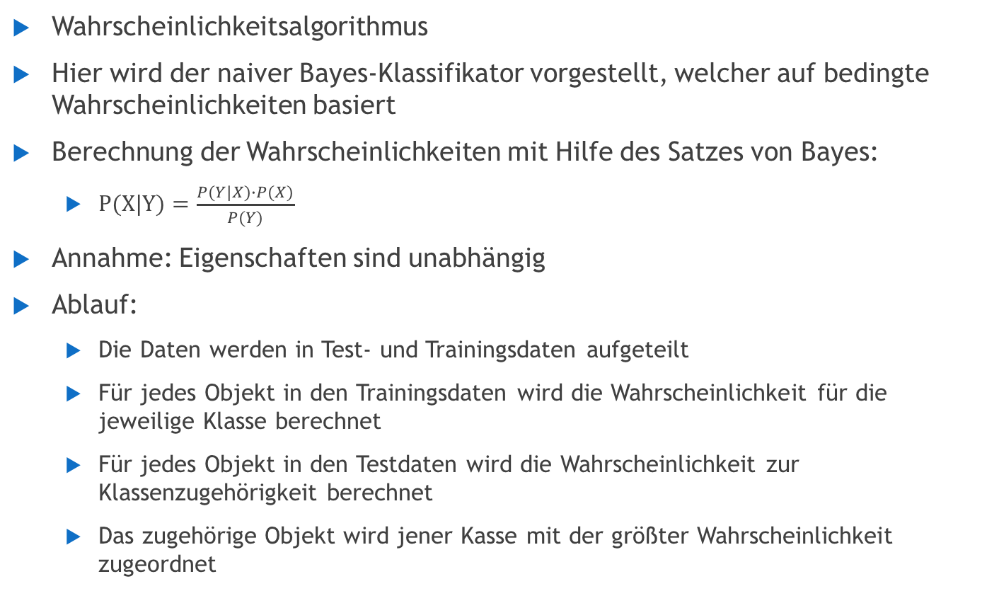 Wahrscheinlichkeitsalgorithmus
Hier wird der naiver Bayes-Klassifikator vorgestellt, welcher auf bedingte
Wahrscheinlichkeiten basiert
Berechnung der Wahrscheinlichkeiten mit Hilfe des Satzes von Bayes:
P(X|Y) = P(Y|X)·P(X) / P(Y)
Annahme: Eigenschaften sind unabhängig
Ablauf:
Die Daten werden in Test- und Trainingsdaten aufgeteilt
Für jedes Objekt in den Trainingsdaten wird die Wahrscheinlichkeit für die
jeweilige Klasse berechnet
Für jedes Objekt in den Testdaten wird die Wahrscheinlichkeit zur
Klassenzugehörigkeit berechnet
Das zugehörige Objekt wird jener Kasse mit der größter Wahrscheinlichkeit
zugeordnet